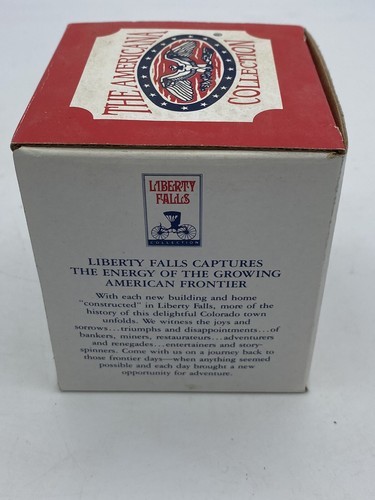 THE AMERICANA
COLLECTION
LIBERTY
FALLS
COLLECTION
LIBERTY FALLS CAPTURES
THE ENERGY OF THE GROWING
AMERICAN FRONTIER
With each new building and home
"constructed" in Liberty Falls, more of the
history of this delightful Colorado town
unfolds. We witness the joys and
sorrows...triumphs and disappointments...of
bankers, miners, restaurateurs...adventurers
and renegades...entertainers and story-
spinners. Come with us on a journey back to
those frontier days—when anything seemed
possible and each day brought a new
opportunity for adventure.